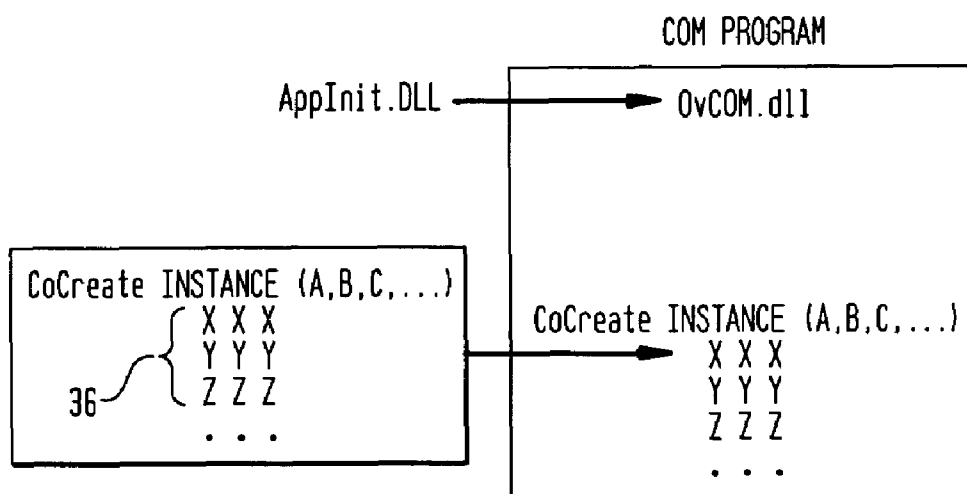 COM PROGRAM
AppInit.DLL
OvCOM.dll
CoCreate INSTANCE (A,B,C,...)
X X X
Y Y Y
Z Z Z
. . .
36
CoCreate INSTANCE (A,B,C,...)
X X X
Y Y Y
Z Z Z
. . .